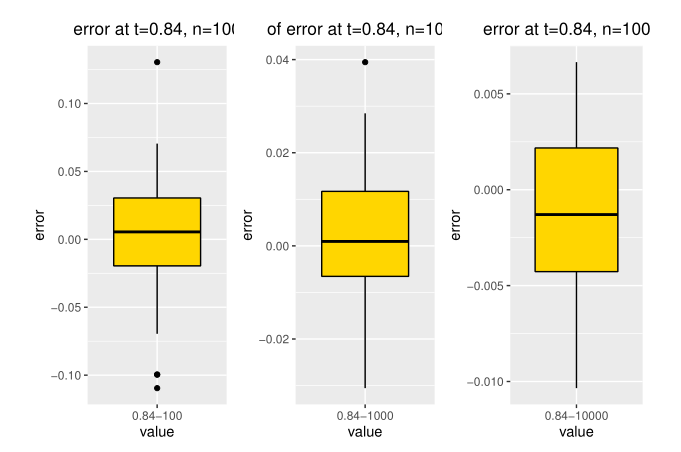 error at t=0.84, n=100
of error at t=0.84, n=10
error at t=0.84, n=100
error
0.10
0.05
0.00
−0.05
−0.10
0.84−100
value
error
0.04
0.02
0.00
−0.02
0.84−1000
value
error
0.005
0.000
−0.005
−0.010
0.84−10000
value